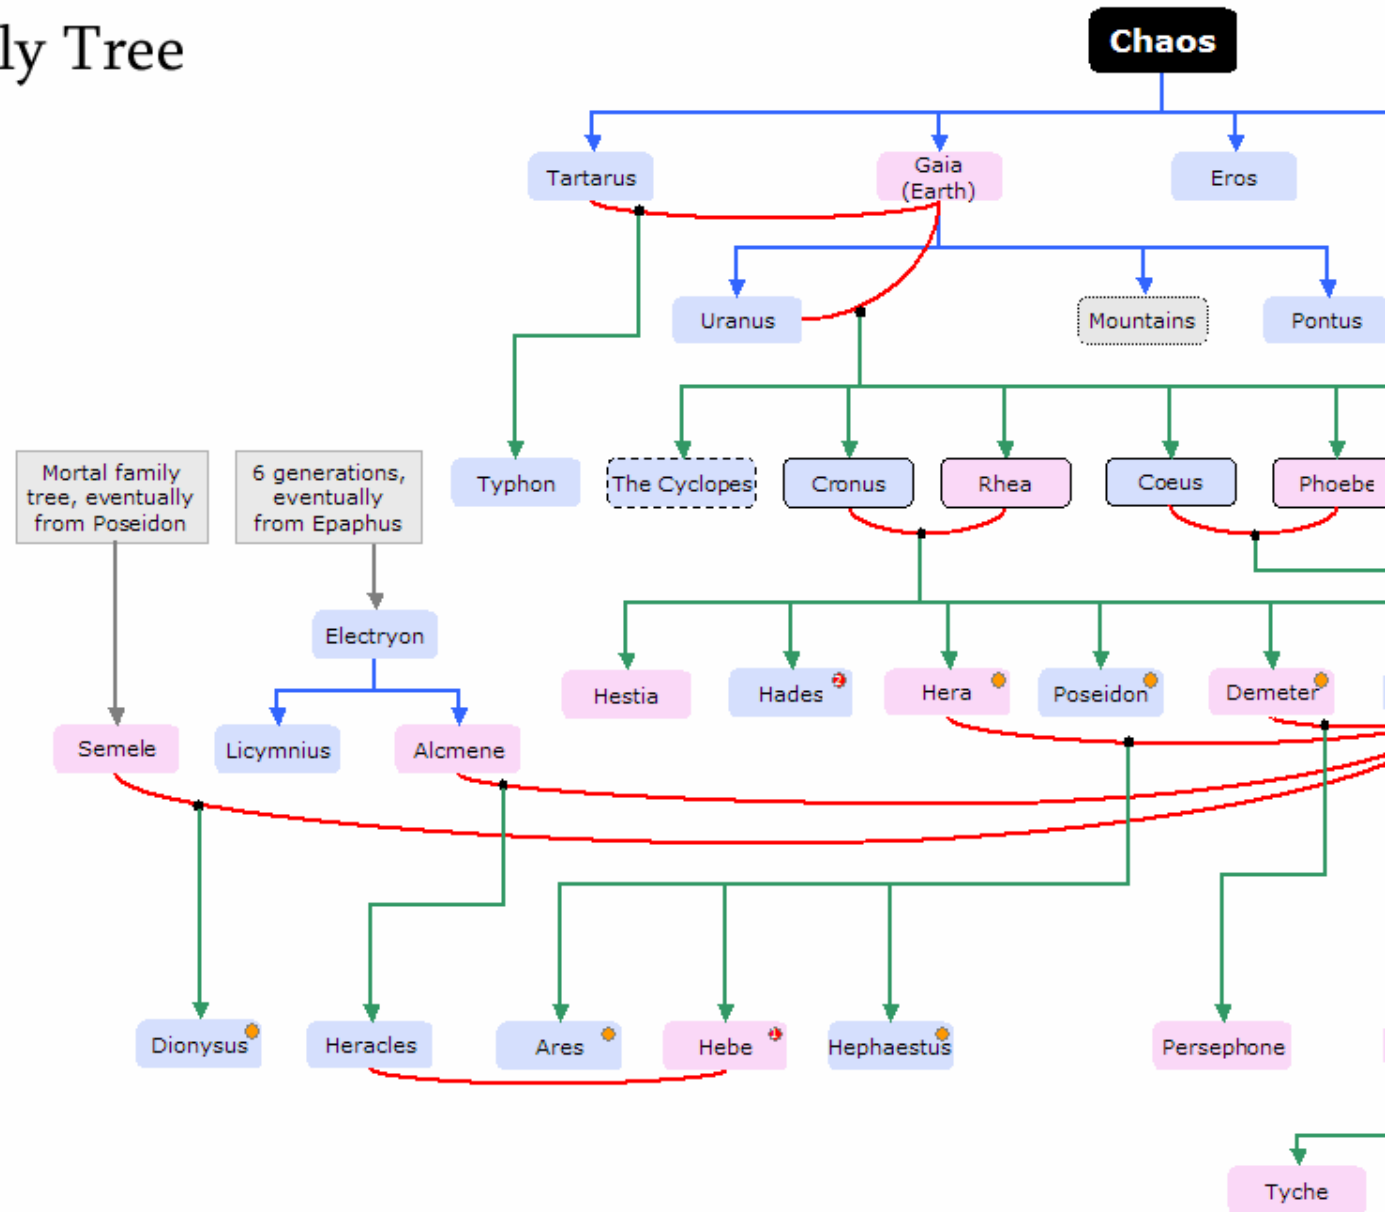 ly Tree
Chaos
Tartarus
Gaia
(Earth)
Eros
Uranus
Mountains
Pontus
Mortal family
tree, eventually
from Poseidon
6 generations,
eventually
from Epaphus
Typhon
The Cyclopes
Cronus
Rhea
Coeus
Phoebe
Electryon
Hestia
Hades
2
Hera
Poseidon
Demeter
Semele
Licymnius
Alcmene
Dionysus
Heracles
Ares
Hebe
1
Hephaestus
Persephone
Tyche